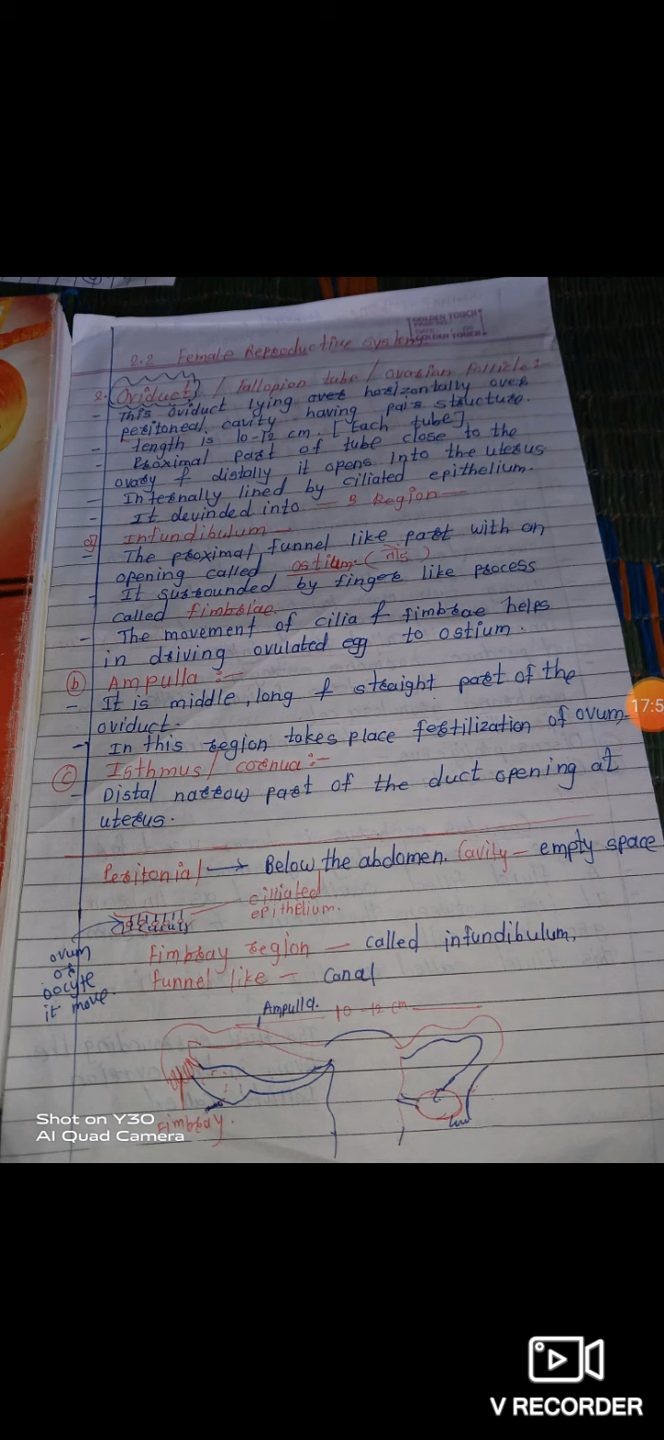 2.2 Female Reproductive System
GOLDEN TOUCH
2. Oviduct / fallopion tube / ovarian follicle:
- This oviduct lying over horizontally over
peritoneal cavity having pair structure.
- length is 10-12 cm. [Each tube]
- Proximal part of tube close to the
ovary & distally it opens into the uterus
- Internally lined by ciliated epithelium.
- It devinded into - 3 Region -
a) Infundibulum -
- The proximal funnel like part with on
opening called ostium. (तोंड)
- It surrounded by finger like process
called fimbriae.
- The movement of cilia & fimbrae helps
in driving ovulated egg to ostium.
b) Ampulla :-
- It is middle, long & straight part of the
oviduct.
- In this region takes place fertilization of ovum
c) Isthmus / cornua :-
- Distal narrow part of the duct opening at
uterus.
Peritonial → Below the abdomen. Cavity - empty space
cilliated
epithelium.
ovum
or
oocyte
it move.
Fimbray region - called infundibulum,
funnel like - canal
Ampulla.
10-12 cm
Fimbray.
Shot on Y30
AI Quad Camera
17:5
V RECORDER